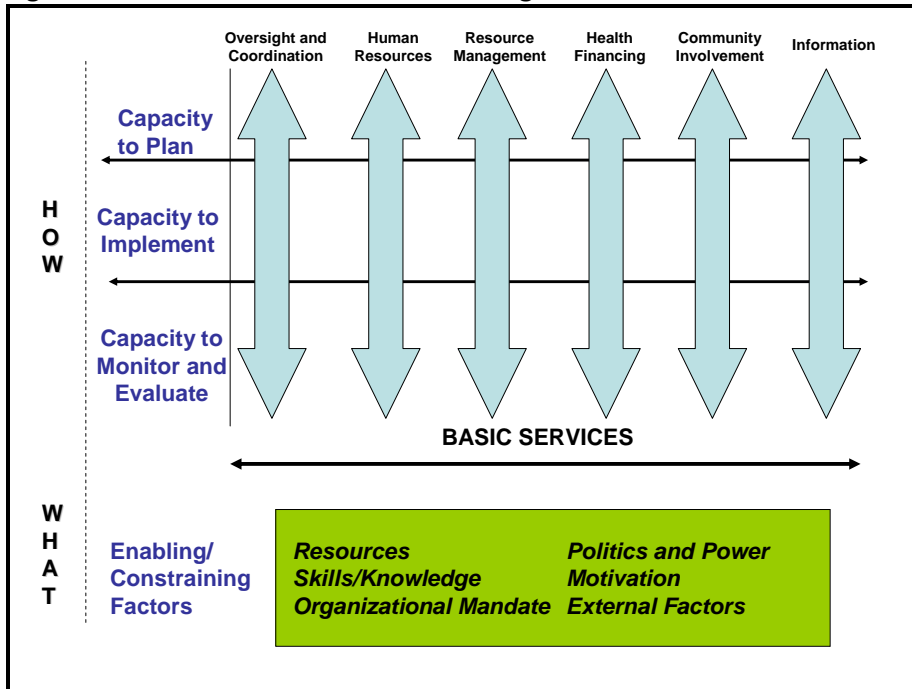 Oversight and
Coordination
Human
Resources
Resource
Management
Health
Financing
Community
Involvement
Information
Capacity
to Plan
H
O
W
Capacity to
Implement
Capacity to
Monitor and
Evaluate
BASIC SERVICES
W
H
A
T
Enabling/
Constraining
Factors
Resources
Skills/Knowledge
Organizational Mandate
Politics and Power
Motivation
External Factors